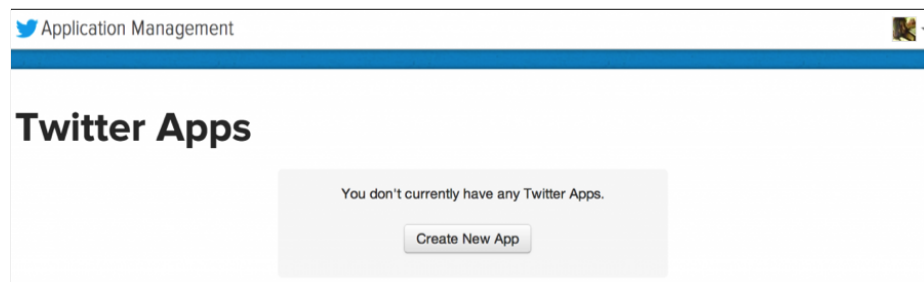 Application Management
Twitter Apps
You don't currently have any Twitter Apps.
Create New App